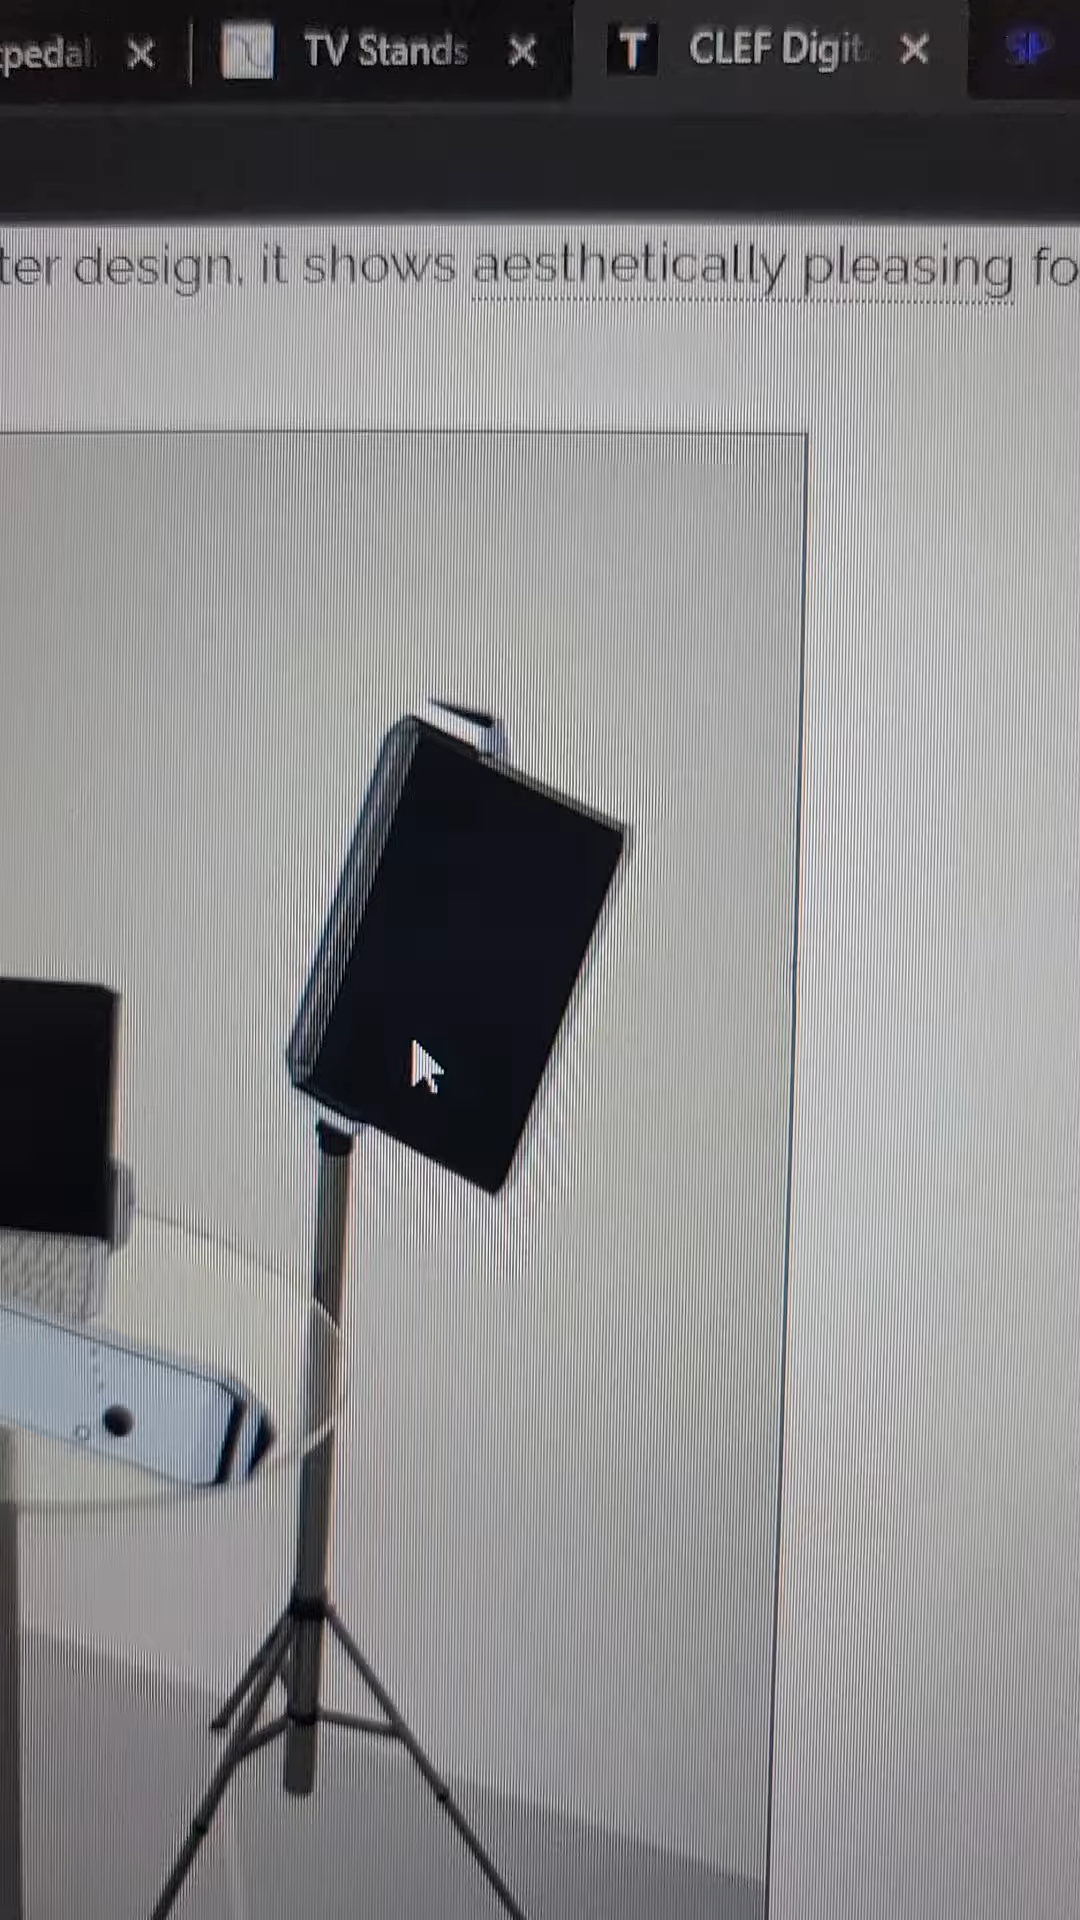 pedal
TV Stands
T CLEF Digit
ter design, it shows aesthetically pleasing fo